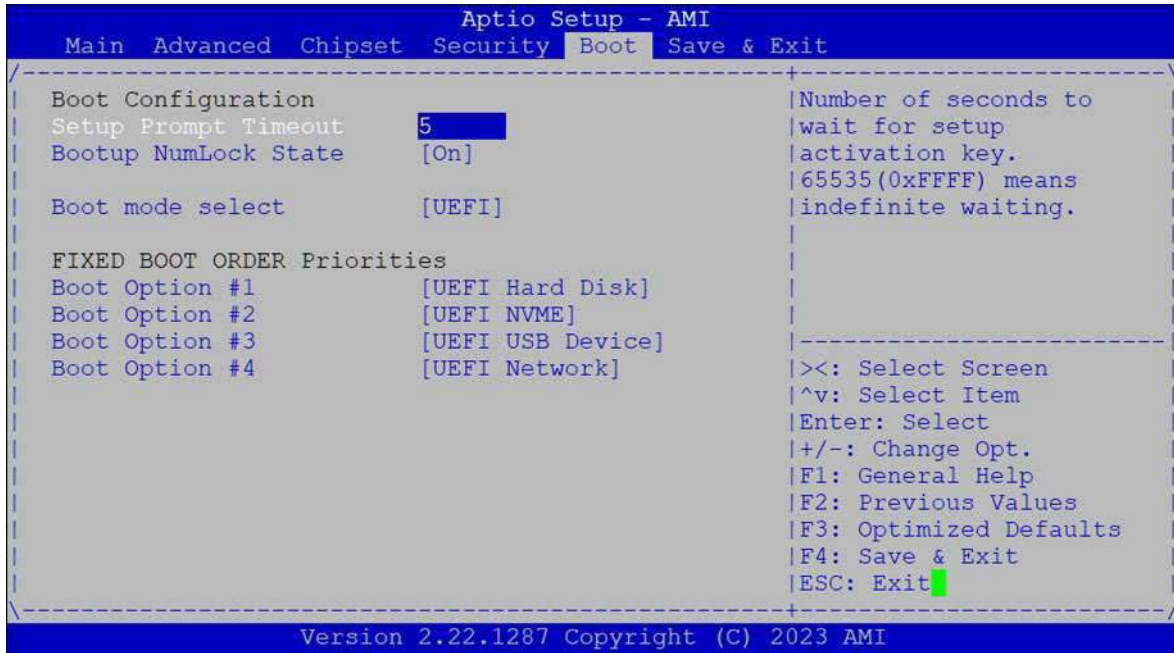 Aptio Setup - AMI
Main Advanced Chipset Security Boot Save & Exit
Boot Configuration
Setup Prompt Timeout 5
Bootup NumLock State [On]
Boot mode select [UEFI]
FIXED BOOT ORDER Priorities
Boot Option #1 [UEFI Hard Disk]
Boot Option #2 [UEFI NVME]
Boot Option #3 [UEFI USB Device]
Boot Option #4 [UEFI Network]
Number of seconds to
wait for setup
activation key.
65535(0xFFFF) means
indefinite waiting.
><: Select Screen
^v: Select Item
Enter: Select
+/-: Change Opt.
F1: General Help
F2: Previous Values
F3: Optimized Defaults
F4: Save & Exit
ESC: Exit
Version 2.22.1287 Copyright (C) 2023 AMI